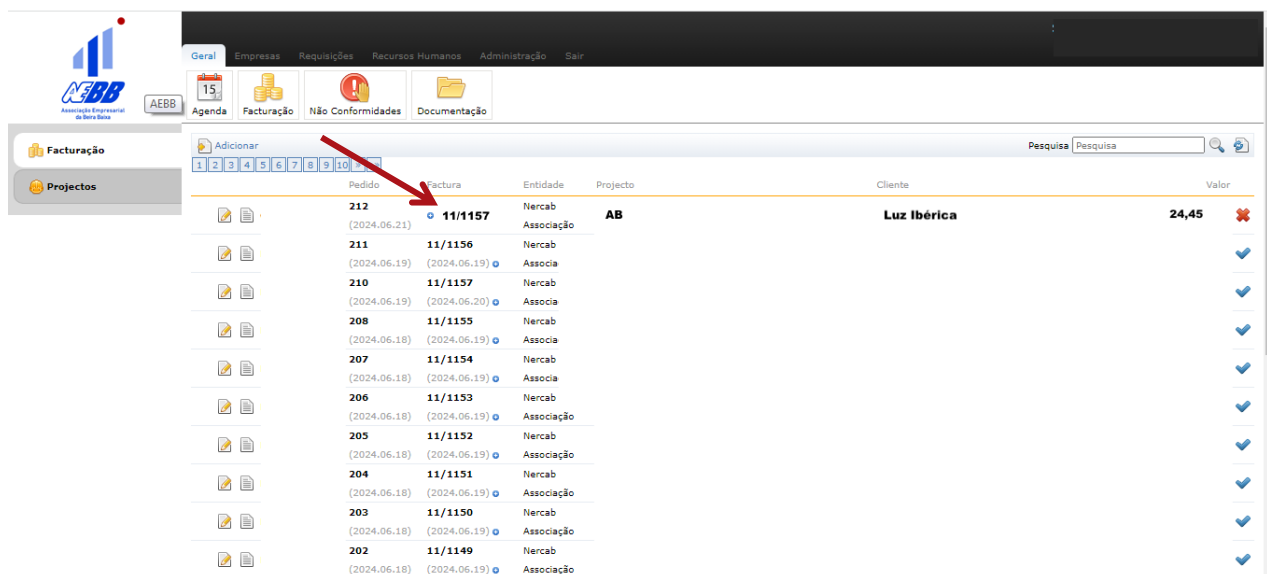 AEBB
Associação Empresarial
da Beira Baixa
AEBB
Geral Empresas Requisições Recursos Humanos Administração Sair
15
Agenda Facturação Não Conformidades Documentação
Facturação
Projectos
Adicionar Pesquisa Pesquisa
1 2 3 4 5 6 7 8 9 10
Pedido Factura Entidade Projecto Cliente Valor
212 Nercab
11/1157 AB Luz Ibérica 24,45
(2024.06.21) Associação
211 11/1156 Nercab
(2024.06.19) (2024.06.19) Associa
210 11/1157 Nercab
(2024.06.19) (2024.06.20) Associa
208 11/1155 Nercab
(2024.06.18) (2024.06.19) Associa
207 11/1154 Nercab
(2024.06.18) (2024.06.19) Associa
206 11/1153 Nercab
(2024.06.18) (2024.06.19) Associação
205 11/1152 Nercab
(2024.06.18) (2024.06.19) Associação
204 11/1151 Nercab
(2024.06.18) (2024.06.19) Associação
203 11/1150 Nercab
(2024.06.18) (2024.06.19) Associação
202 11/1149 Nercab
(2024.06.18) (2024.06.19) Associação